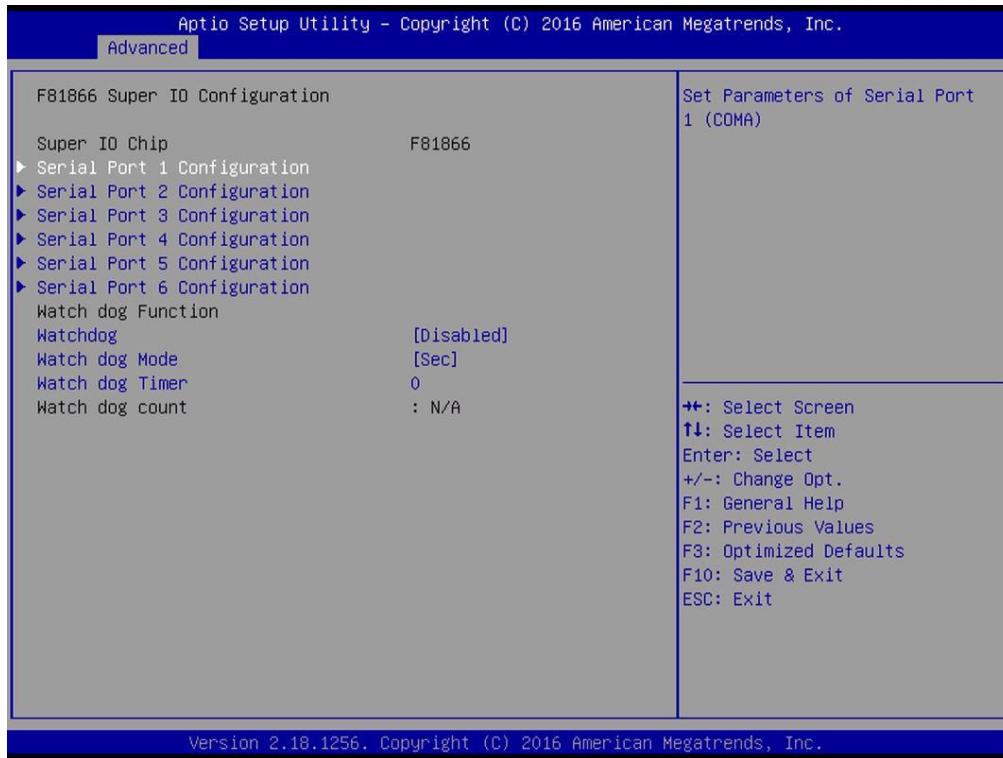 Aptio Setup Utility – Copyright (C) 2016 American Megatrends, Inc.
Advanced
F81866 Super IO Configuration
Super IO Chip F81866
Serial Port 1 Configuration
Serial Port 2 Configuration
Serial Port 3 Configuration
Serial Port 4 Configuration
Serial Port 5 Configuration
Serial Port 6 Configuration
Watch dog Function
Watchdog [Disabled]
Watch dog Mode [Sec]
Watch dog Timer 0
Watch dog count : N/A
Set Parameters of Serial Port
1 (COMA)
→←: Select Screen
↑↓: Select Item
Enter: Select
+/-: Change Opt.
F1: General Help
F2: Previous Values
F3: Optimized Defaults
F10: Save & Exit
ESC: Exit
Version 2.18.1256. Copyright (C) 2016 American Megatrends, Inc.